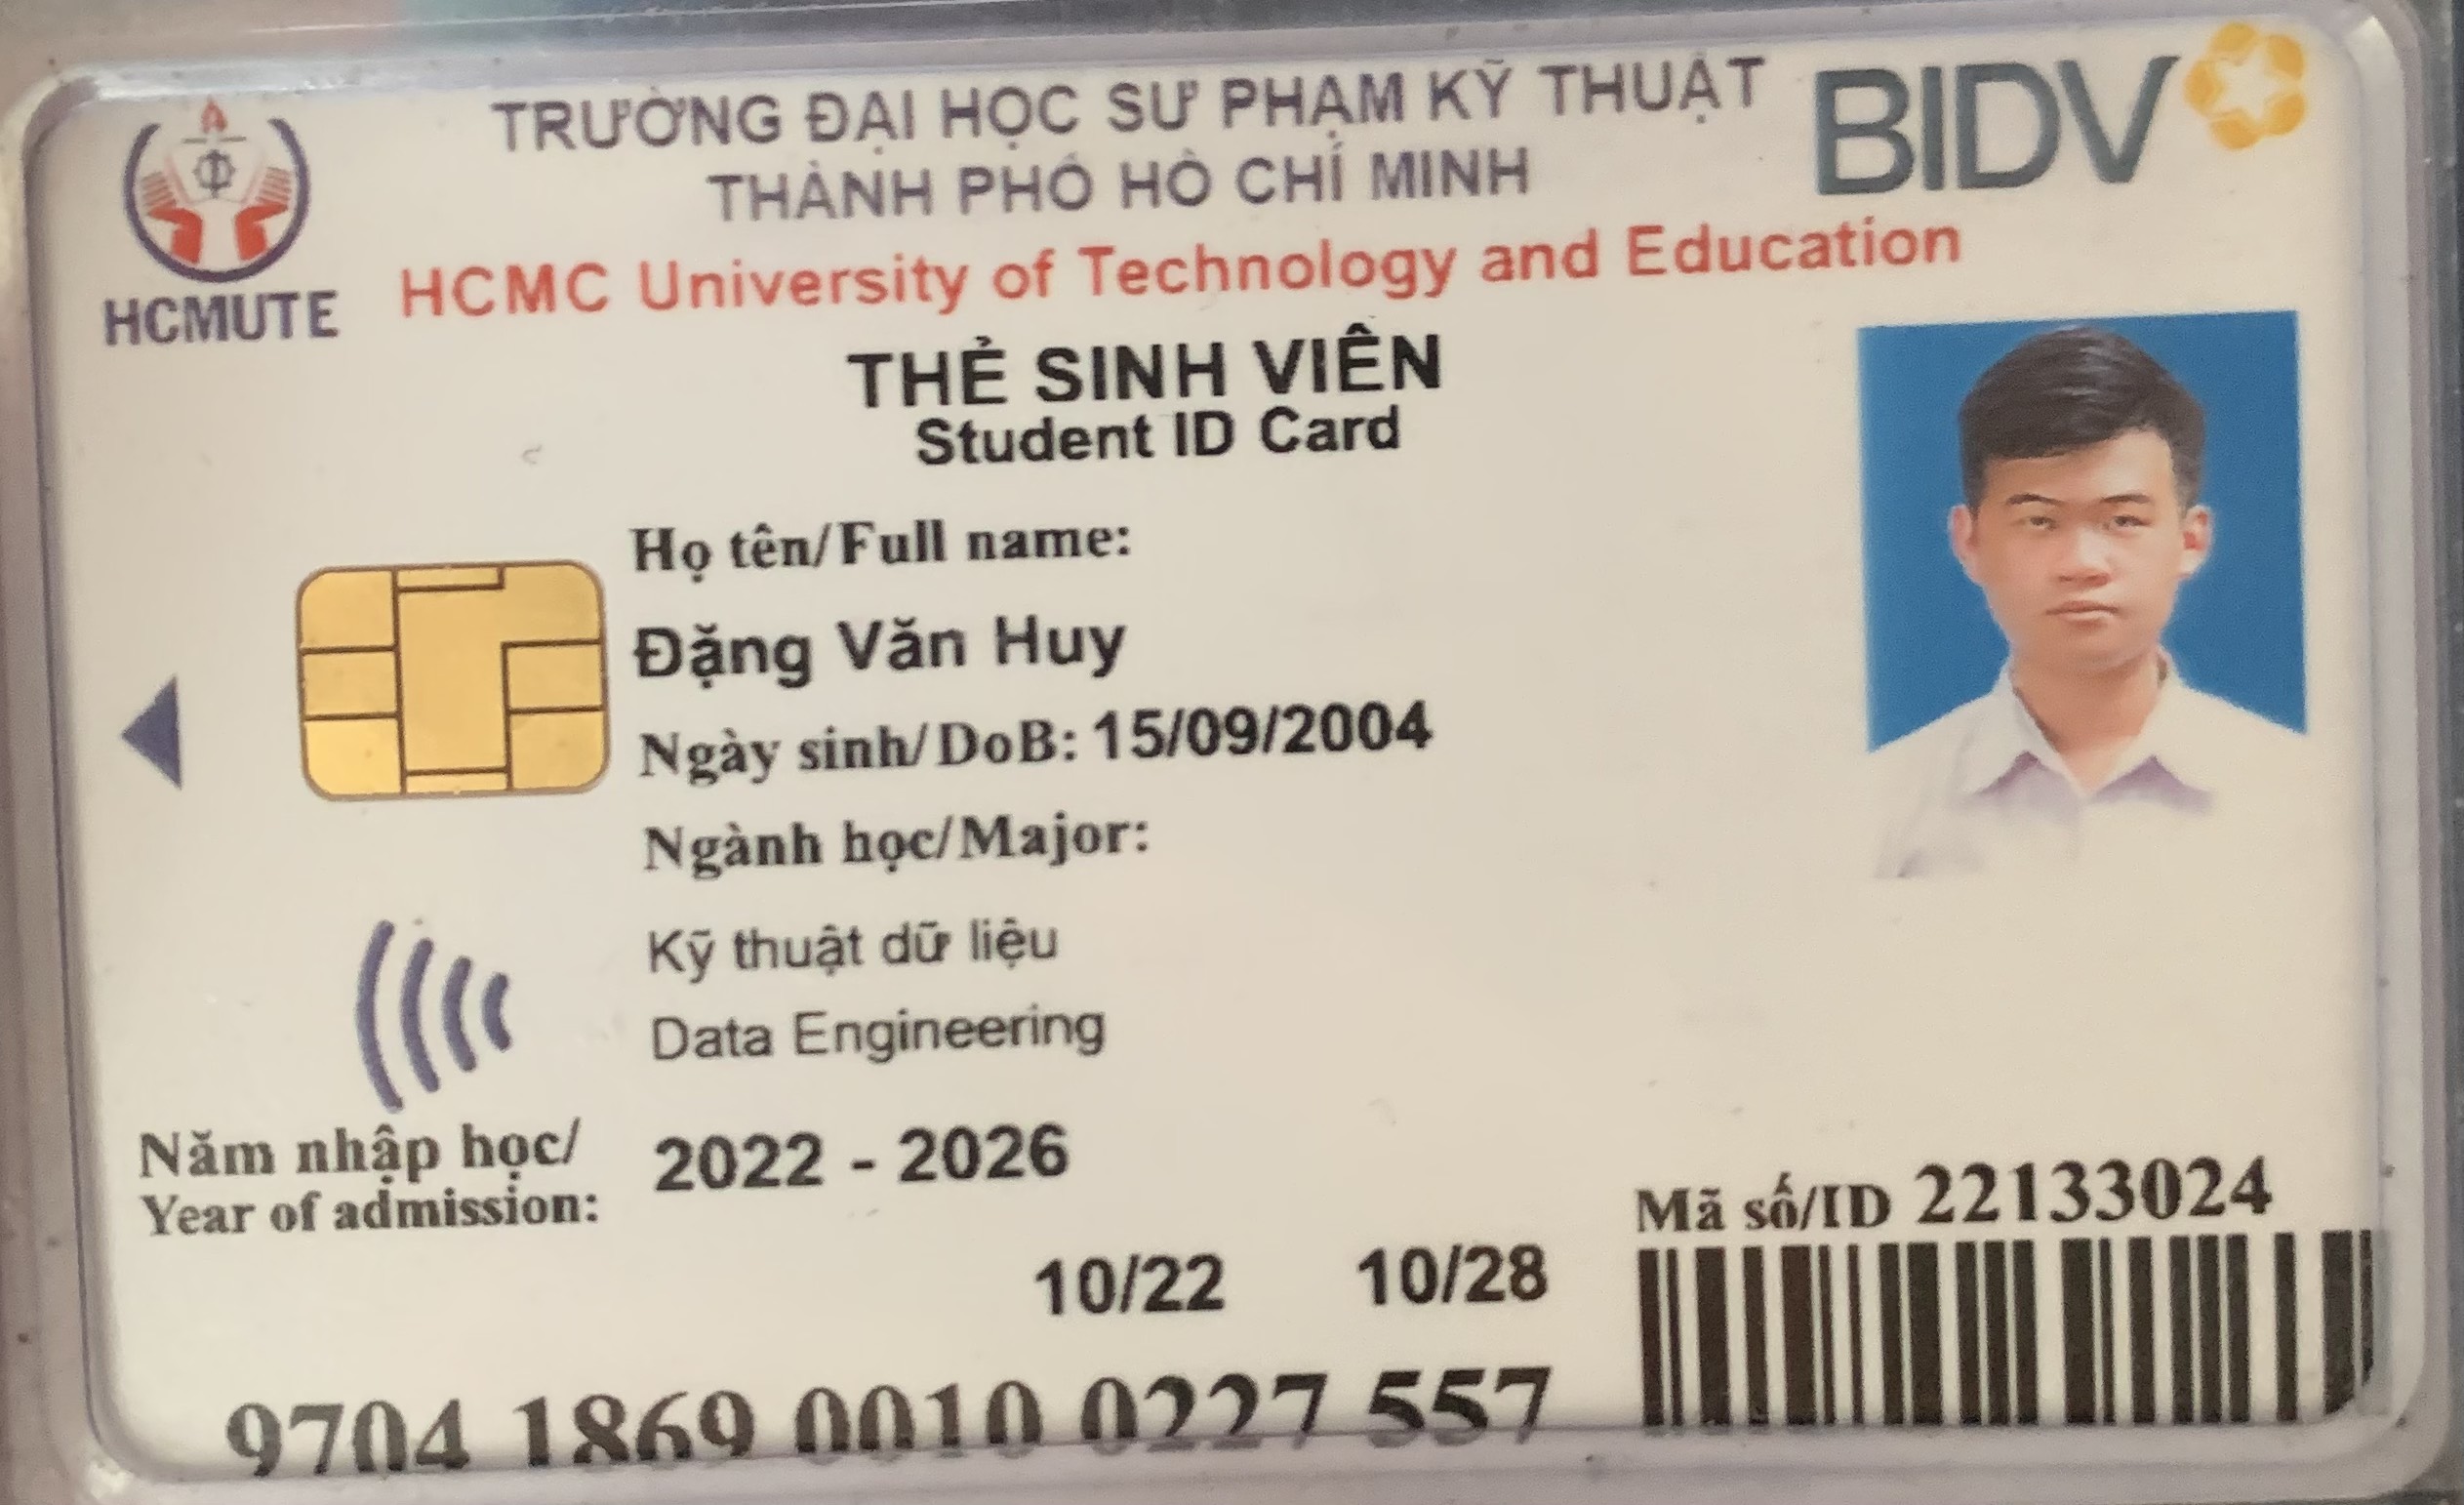 TRƯỜNG ĐẠI HỌC SƯ PHẠM KỸ THUẬT
THÀNH PHỐ HỒ CHÍ MINH
BIDV
HCMUTE
HCMC University of Technology and Education
THẺ SINH VIÊN
Student ID Card
Họ tên/Full name:
Đặng Văn Huy
Ngày sinh/DoB: 15/09/2004
Ngành học/Major:
Kỹ thuật dữ liệu
Data Engineering
Năm nhập học/
Year of admission: 2022 - 2026
Mã số/ID 22133024
10/22 10/28
9704 1869 0010 0227 557